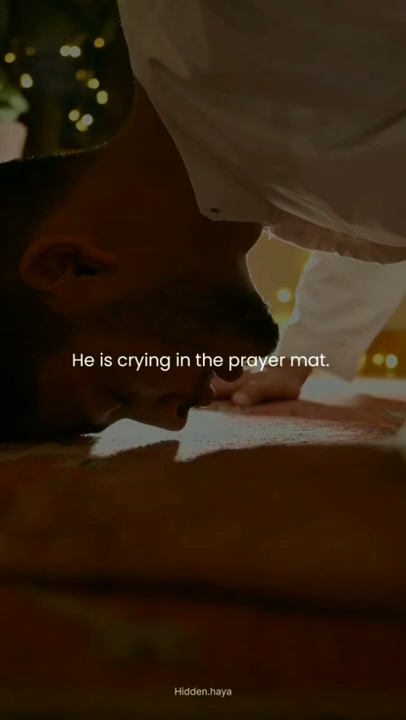 He is crying in the prayer mat.
Hidden.haya